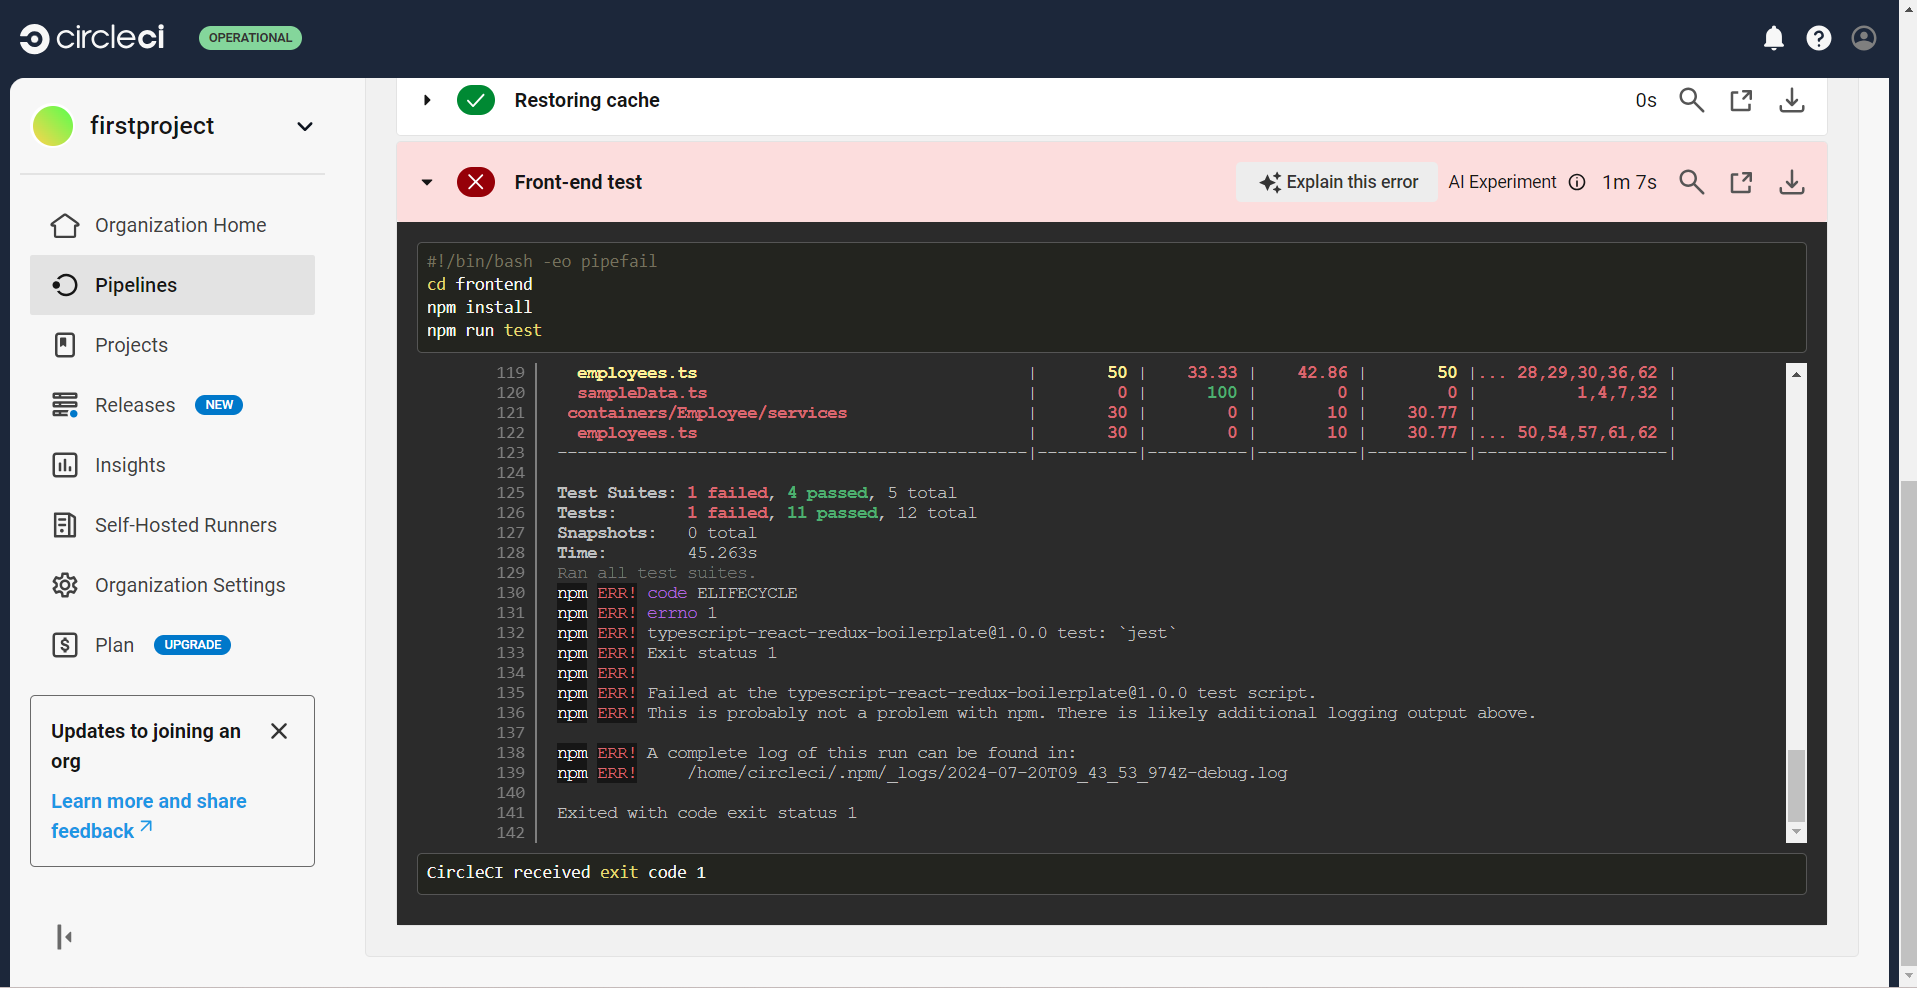 circleci
OPERATIONAL
firstproject
Organization Home
Pipelines
Projects
Releases NEW
Insights
Self-Hosted Runners
Organization Settings
Plan UPGRADE
Updates to joining an
org
Learn more and share
feedback
Restoring cache 0s
Front-end test Explain this error AI Experiment 1m 7s
#!/bin/bash -eo pipefail
cd frontend
npm install
npm run test
119 employees.ts | 50 | 33.33 | 42.86 | 50 |... 28,29,30,36,62 |
120 sampleData.ts | 0 | 100 | 0 | 0 | 1,4,7,32 |
121 containers/Employee/services | 30 | 0 | 10 | 30.77 | |
122 employees.ts | 30 | 0 | 10 | 30.77 |... 50,54,57,61,62 |
123 -----------------------------------------------|----------|----------|----------|----------|-------------------|
124
125 Test Suites: 1 failed, 4 passed, 5 total
126 Tests: 1 failed, 11 passed, 12 total
127 Snapshots: 0 total
128 Time: 45.263s
129 Ran all test suites.
130 npm ERR! code ELIFECYCLE
131 npm ERR! errno 1
132 npm ERR! typescript-react-redux-boilerplate@1.0.0 test: `jest`
133 npm ERR! Exit status 1
134 npm ERR!
135 npm ERR! Failed at the typescript-react-redux-boilerplate@1.0.0 test script.
136 npm ERR! This is probably not a problem with npm. There is likely additional logging output above.
137
138 npm ERR! A complete log of this run can be found in:
139 npm ERR! /home/circleci/.npm/_logs/2024-07-20T09_43_53_974Z-debug.log
140
141 Exited with code exit status 1
142
CircleCI received exit code 1